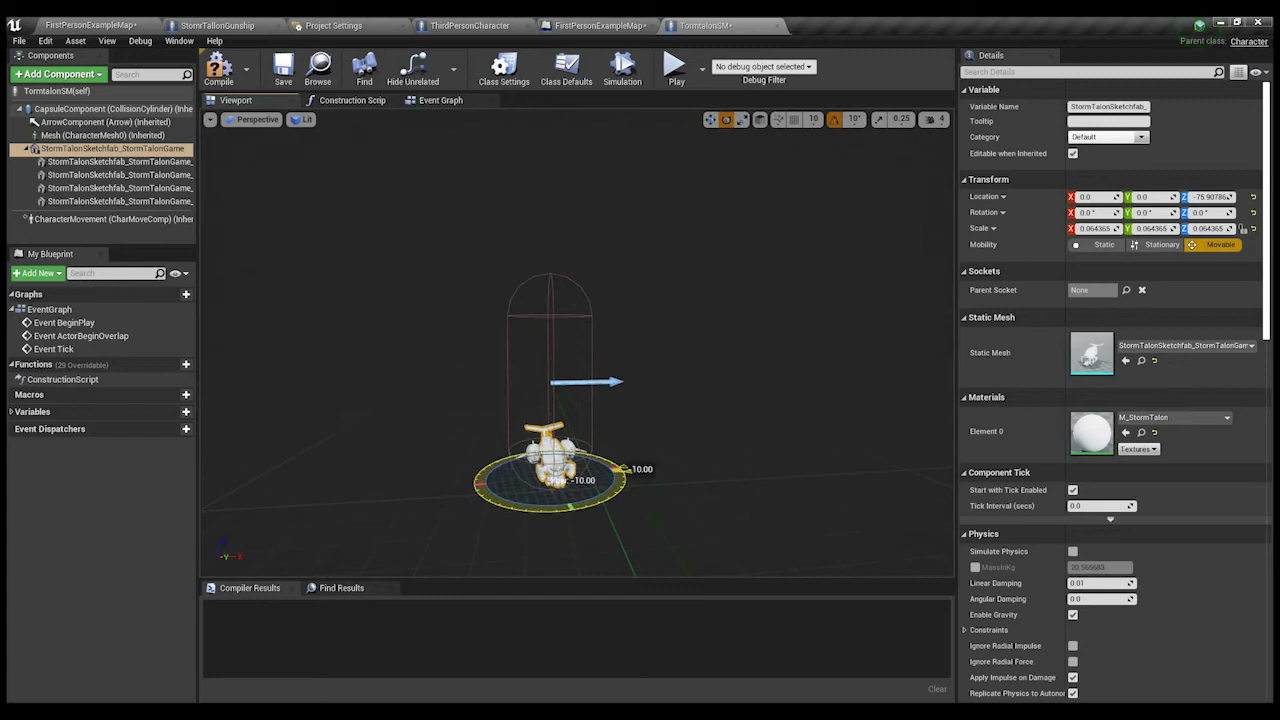 FirstPersonExampleMap*
StomrTallonGunship
Project Settings
ThirdPersonCharacter
FirstPersonExampleMap*
TormtalonSM*
File Edit Asset View Debug Window Help
Parent class: Character
Components
+Add Component
Search
TormtalonSM(self)
CapsuleComponent (CollisionCylinder) (Inhe
ArrowComponent (Arrow) (Inherited)
Mesh (CharacterMesh0) (Inherited)
StormTalonSketchfab_StormTalonGame
StormTalonSketchfab_StormTalonGame_
StormTalonSketchfab_StormTalonGame_
StormTalonSketchfab_StormTalonGame_
StormTalonSketchfab_StormTalonGame_
CharacterMovement (CharMoveComp) (Inher
My Blueprint
+Add New
Search
Graphs
EventGraph
Event BeginPlay
Event ActorBeginOverlap
Event Tick
Functions (29 Overridable)
ConstructionScript
Macros
Variables
Event Dispatchers
Compile
Save
Browse
Find
Hide Unrelated
Class Settings
Class Defaults
Simulation
Play
No debug object selected
Debug Filter
Viewport
Construction Scrip
Event Graph
Perspective
Lit
10
10°
0.25
4
-10.00
-10.00
Compiler Results
Find Results
Clear
Details
Search Details
Variable
Variable Name StormTalonSketchfab_
Tooltip
Category Default
Editable when Inherited
Transform
Location X 0.0 Y 0.0 Z -75.90786
Rotation X 0.0 ° Y 0.0 ° Z 0.0 °
Scale X 0.064365 Y 0.064365 Z 0.064365
Mobility Static Stationary Movable
Sockets
Parent Socket None
Static Mesh
Static Mesh StormTalonSketchfab_StormTalonGam
Materials
Element 0 M_StormTalon
Textures
Component Tick
Start with Tick Enabled
Tick Interval (secs) 0.0
Physics
Simulate Physics
MassInKg 20.565683
Linear Damping 0.01
Angular Damping 0.0
Enable Gravity
Constraints
Ignore Radial Impulse
Ignore Radial Force
Apply Impulse on Damage
Replicate Physics to Autonor